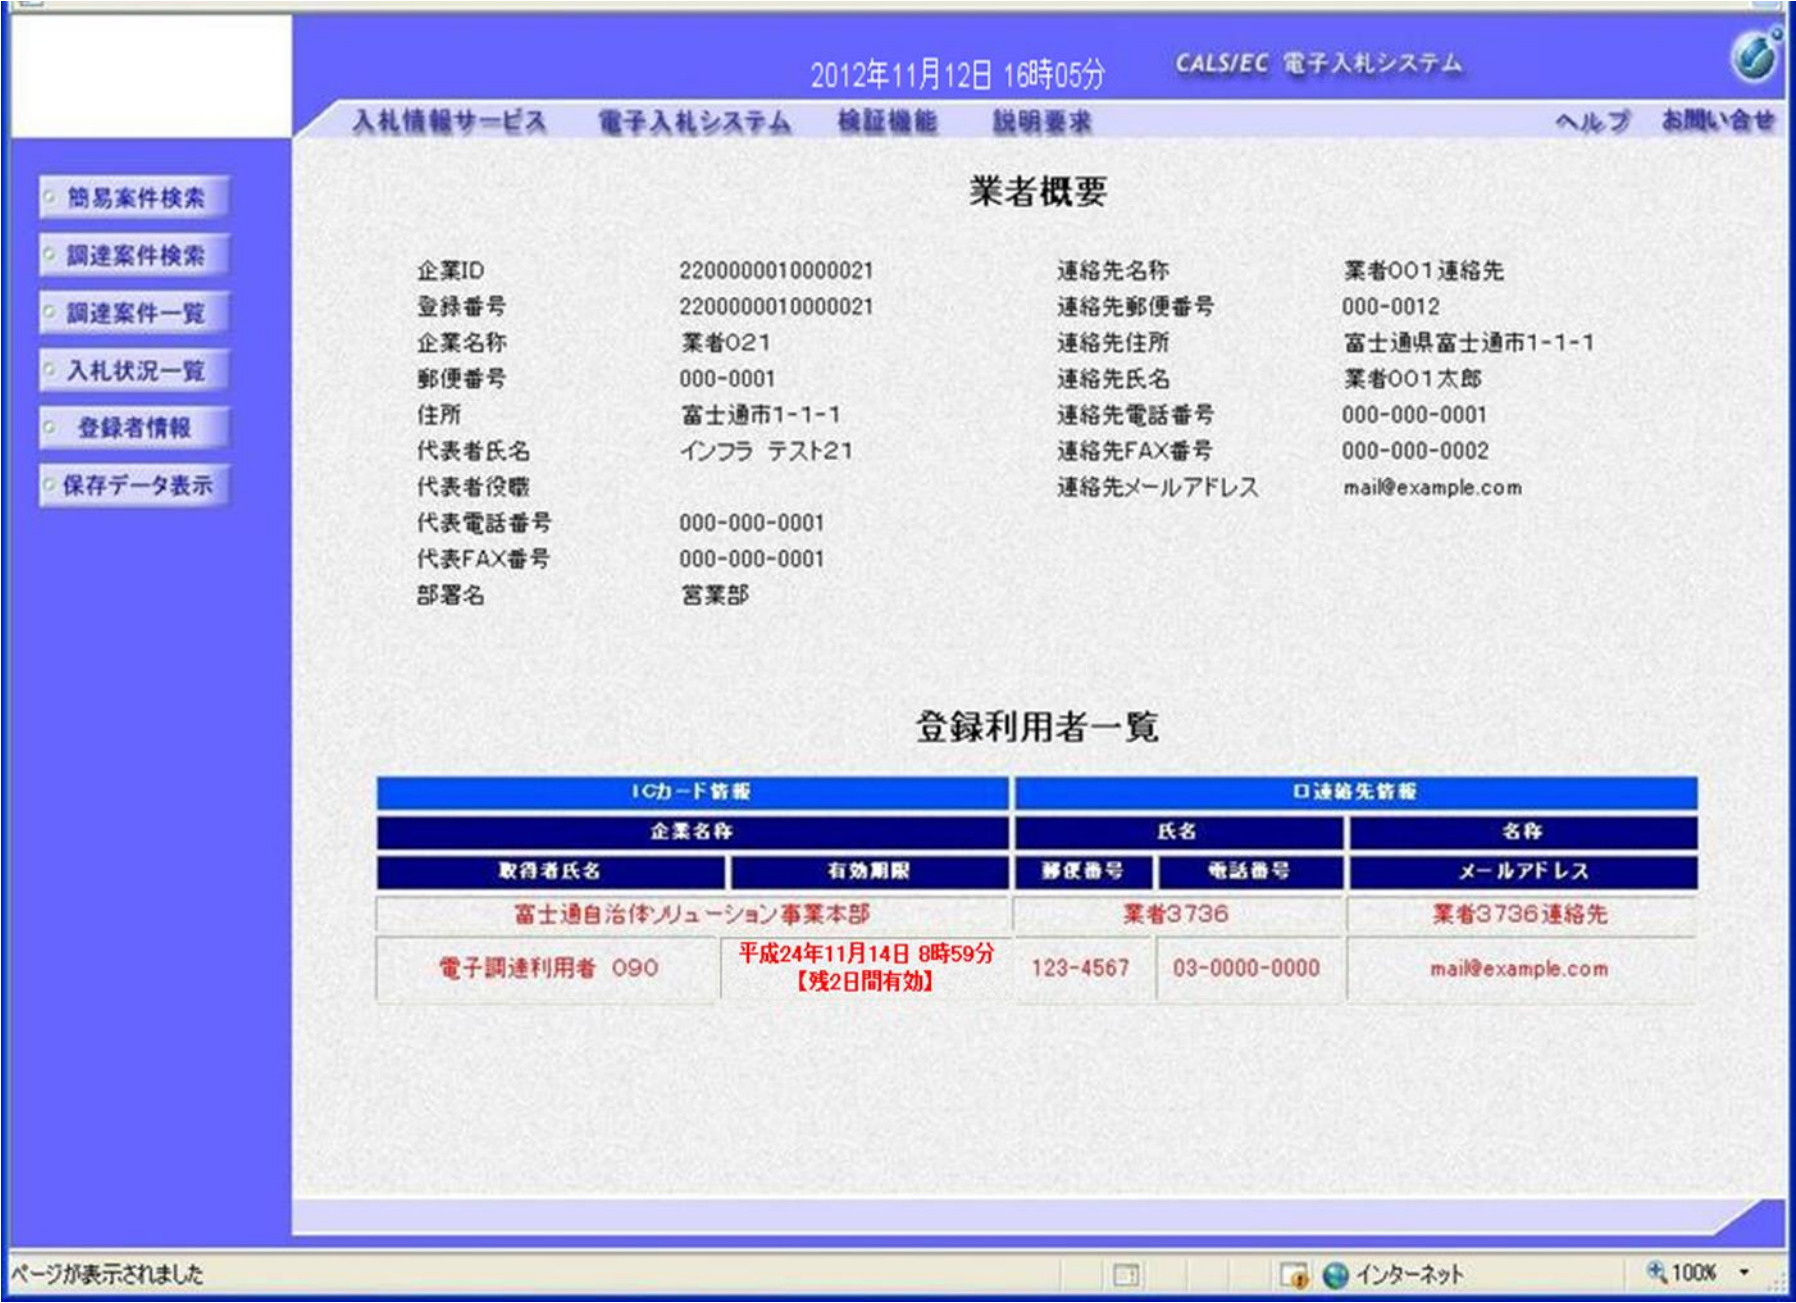 2012年11月12日 16時05分
CALS/EC 電子入札システム
入札情報サービス 電子入札システム 検証機能 説明要求 ヘルプ お問い合せ
簡易案件検索
調達案件検索
調達案件一覧
入札状況一覧
登録者情報
保存データ表示
業者概要
企業ID 2200000010000021 連絡先名称 業者001連絡先
登録番号 2200000010000021 連絡先郵便番号 000-0012
企業名称 業者021 連絡先住所 富士通県富士通市1-1-1
郵便番号 000-0001 連絡先氏名 業者001太郎
住所 富士通市1-1-1 連絡先電話番号 000-000-0001
代表者氏名 インフラ テスト21 連絡先FAX番号 000-000-0002
代表者役職 連絡先メールアドレス mail@example.com
代表電話番号 000-000-0001
代表FAX番号 000-000-0001
部署名 営業部
登録利用者一覧
ICカード情報 ロ連絡先情報
企業名称 氏名 名称
取得者氏名 有効期限 郵便番号 電話番号 メールアドレス
富士通自治体ソリューション事業本部 業者3736 業者3736連絡先
電子調達利用者 090 平成24年11月14日 8時59分 123-4567 03-0000-0000 mail@example.com
【残2日間有効】
ページが表示されました インターネット 100%